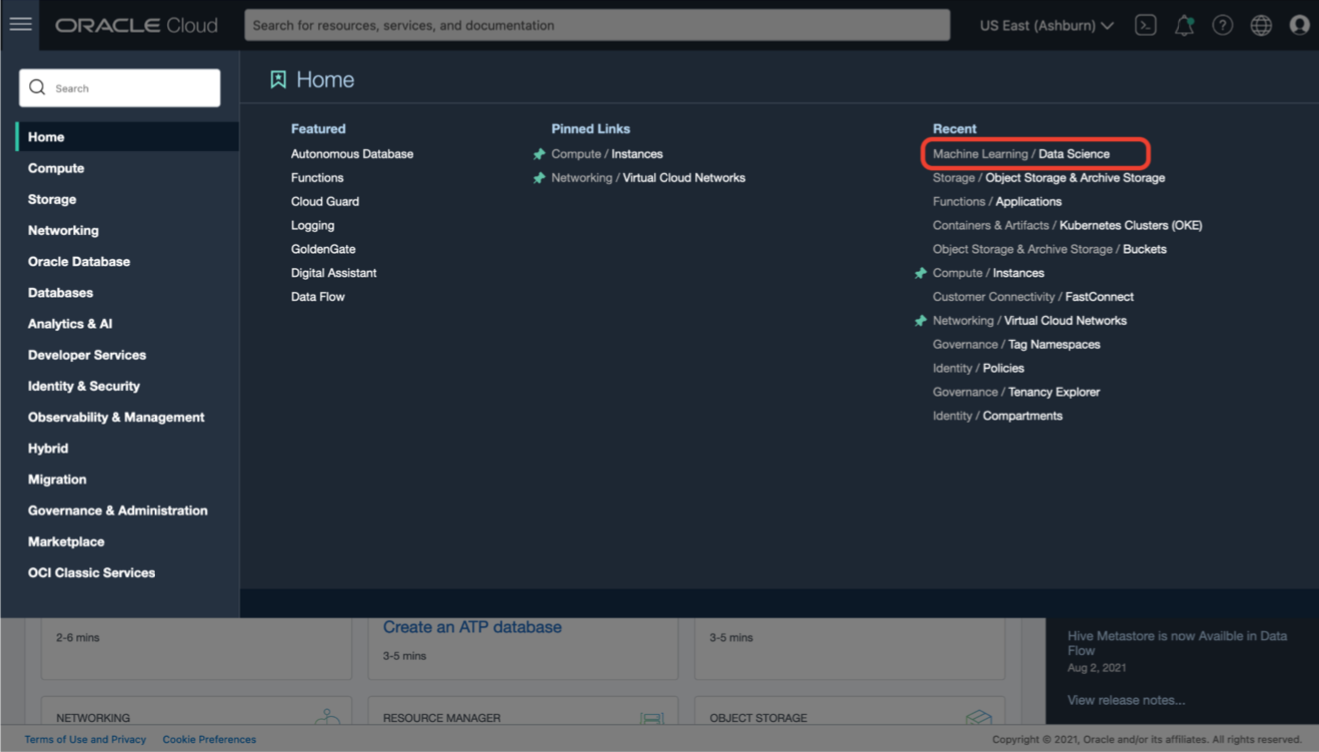 ORACLE Cloud
Search for resources, services, and documentation
US East (Ashburn)
Search
Home
Compute
Storage
Networking
Oracle Database
Databases
Analytics & AI
Developer Services
Identity & Security
Observability & Management
Hybrid
Migration
Governance & Administration
Marketplace
OCI Classic Services
Home
Featured
Autonomous Database
Functions
Cloud Guard
Logging
GoldenGate
Digital Assistant
Data Flow
Pinned Links
Compute / Instances
Networking / Virtual Cloud Networks
Recent
Machine Learning / Data Science
Storage / Object Storage & Archive Storage
Functions / Applications
Containers & Artifacts / Kubernetes Clusters (OKE)
Object Storage & Archive Storage / Buckets
Compute / Instances
Customer Connectivity / FastConnect
Networking / Virtual Cloud Networks
Governance / Tag Namespaces
Identity / Policies
Governance / Tenancy Explorer
Identity / Compartments
2-6 mins
Create an ATP database
3-5 mins
3-5 mins
Hive Metastore is now Availble in Data
Flow
Aug 2, 2021
View release notes...
NETWORKING
RESOURCE MANAGER
OBJECT STORAGE
Terms of Use and Privacy
Cookie Preferences
Copyright © 2021, Oracle and/or its affiliates. All rights reserved.